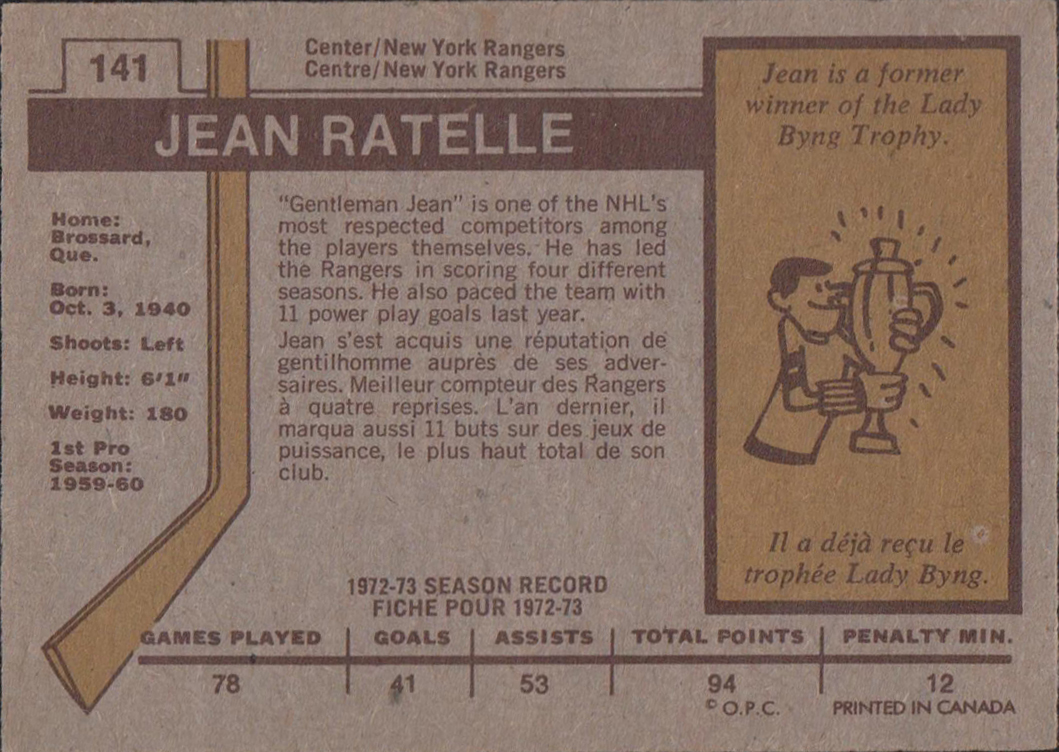 141
Center/New York Rangers
Centre/New York Rangers
JEAN RATELLE
Home:
Brossard,
Que.
Born:
Oct. 3, 1940
Shoots: Left
Height: 6'1"
Weight: 180
1st Pro
Season:
1959-60
"Gentleman Jean" is one of the NHL's
most respected competitors among
the players themselves. He has led
the Rangers in scoring four different
seasons. He also paced the team with
11 power play goals last year.
Jean s'est acquis une réputation de
gentilhomme auprès de ses adver-
saires. Meilleur compteur des Rangers
à quatre reprises. L'an dernier, il
marqua aussi 11 buts sur des jeux de
puissance, le plus haut total de son
club.
Jean is a former
winner of the Lady
Byng Trophy.
Il a déjà reçu le
trophée Lady Byng.
1972-73 SEASON RECORD
FICHE POUR 1972-73
GAMES PLAYED GOALS ASSISTS TOTAL POINTS PENALTY MIN.
78 41 53 94 12
© O.P.C. PRINTED IN CANADA